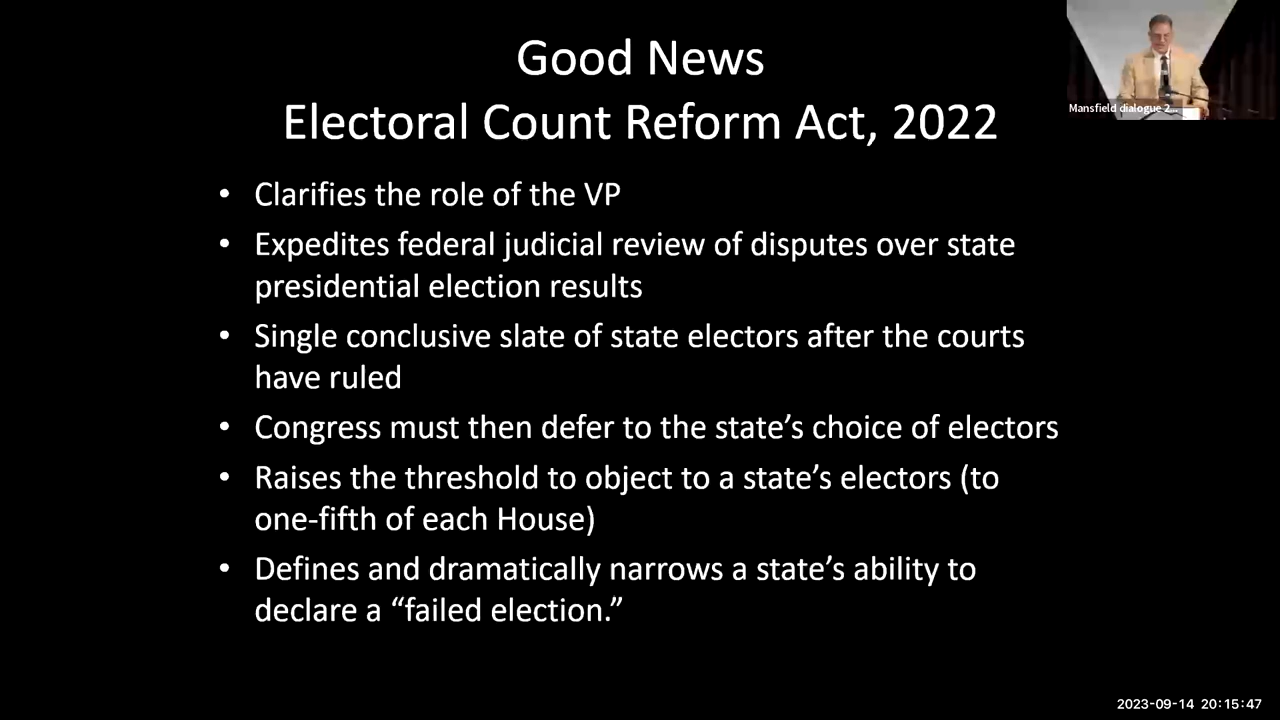 Good News
Electoral Count Reform Act, 2022
Mansfield dialogue 2...
• Clarifies the role of the VP
• Expedites federal judicial review of disputes over state
presidential election results
• Single conclusive slate of state electors after the courts
have ruled
• Congress must then defer to the state’s choice of electors
• Raises the threshold to object to a state’s electors (to
one-fifth of each House)
• Defines and dramatically narrows a state’s ability to
declare a “failed election.”
2023-09-14 20:15:47